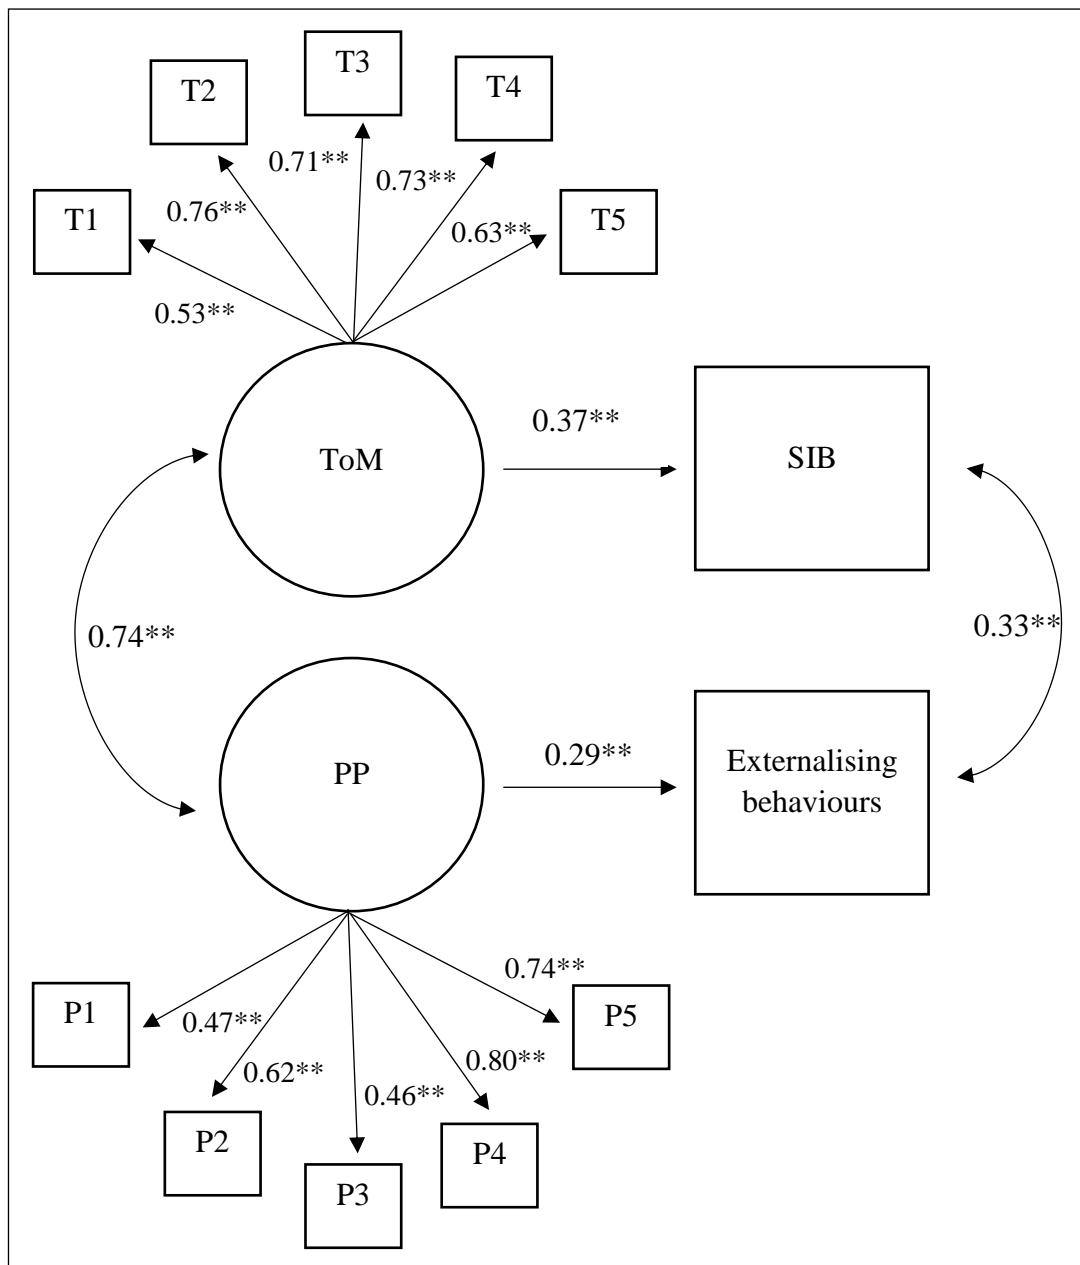 T3
T2
T4
0.71**
0.73**
0.76**
T1
T5
0.63**
0.53**
0.37**
ToM
SIB
0.74**
0.33**
0.29**
PP
Externalising
behaviours
0.74**
P1
0.47**
P5
0.80**
0.62**
0.46**
P2
P4
P3